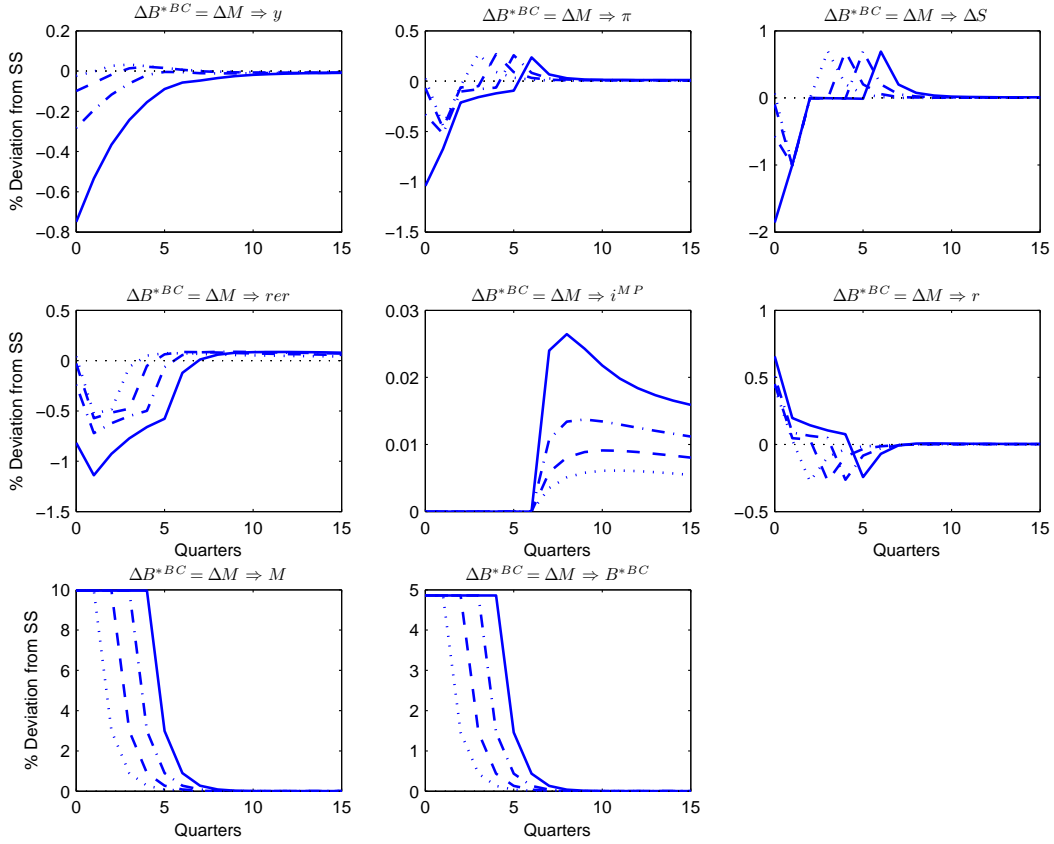 ΔB*BC = ΔM ⇒ y
ΔB*BC = ΔM ⇒ π
ΔB*BC = ΔM ⇒ ΔS
% Deviation from SS
0.2
0
−0.2
−0.4
−0.6
−0.8
0 5 10 15
0.5
0
−0.5
−1
−1.5
0 5 10 15
1
0
−1
−2
0 5 10 15
ΔB*BC = ΔM ⇒ rer
ΔB*BC = ΔM ⇒ iMP
ΔB*BC = ΔM ⇒ r
% Deviation from SS
0.5
0
−0.5
−1
−1.5
0 5 10 15
0.03
0.02
0.01
0
0 5 10 15
Quarters
1
0.5
0
−0.5
0 5 10 15
Quarters
ΔB*BC = ΔM ⇒ M
ΔB*BC = ΔM ⇒ B*BC
% Deviation from SS
10
8
6
4
2
0
0 5 10 15
Quarters
5
4
3
2
1
0
0 5 10 15
Quarters